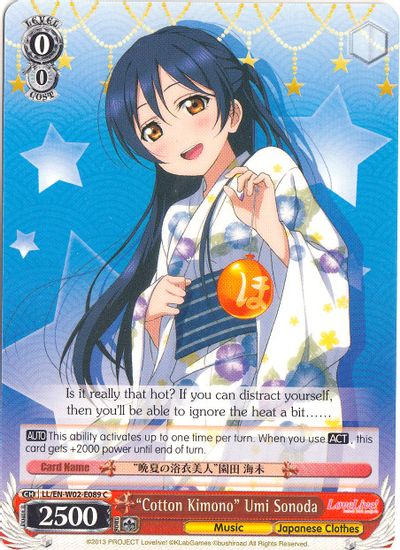 LEVEL
0
0
COST
ほ
Is it really that hot? If you can distract yourself,
then you'll be able to ignore the heat a bit......
AUTO This ability activates up to one time per turn. When you use ACT, this
card gets +2000 power until end of turn.
Card Name
"晩夏の浴衣美人"園田 海未
CH LL/EN-W02-E089 C
2500
"Cotton Kimono" Umi Sonoda
LoveLive!
Music
Japanese Clothes
©2013 PROJECT Lovelive! ©KLabGames ©bushiroad All Rights Reserved.